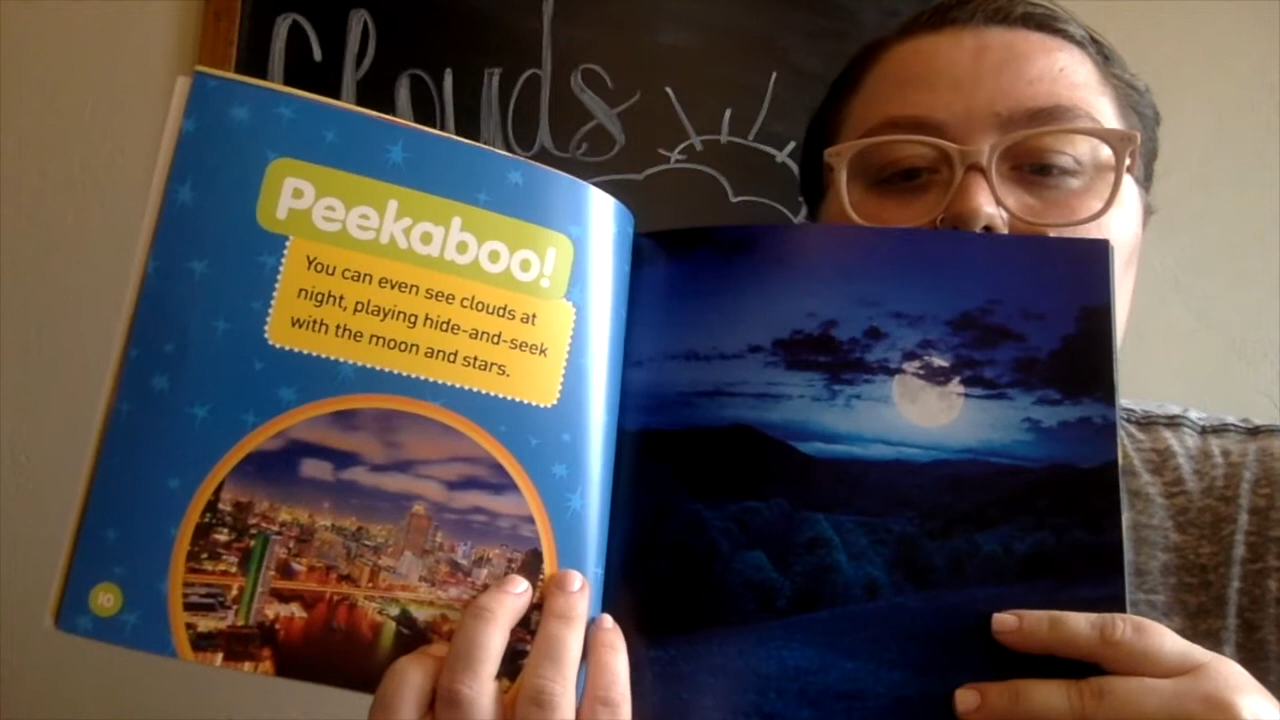 Clouds
Peekaboo!
You can even see clouds at
night, playing hide-and-seek
with the moon and stars.
10